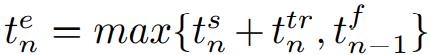 $t_n^e = max\{t_n^s + t_n^{tr}, t_{n-1}^f\}$